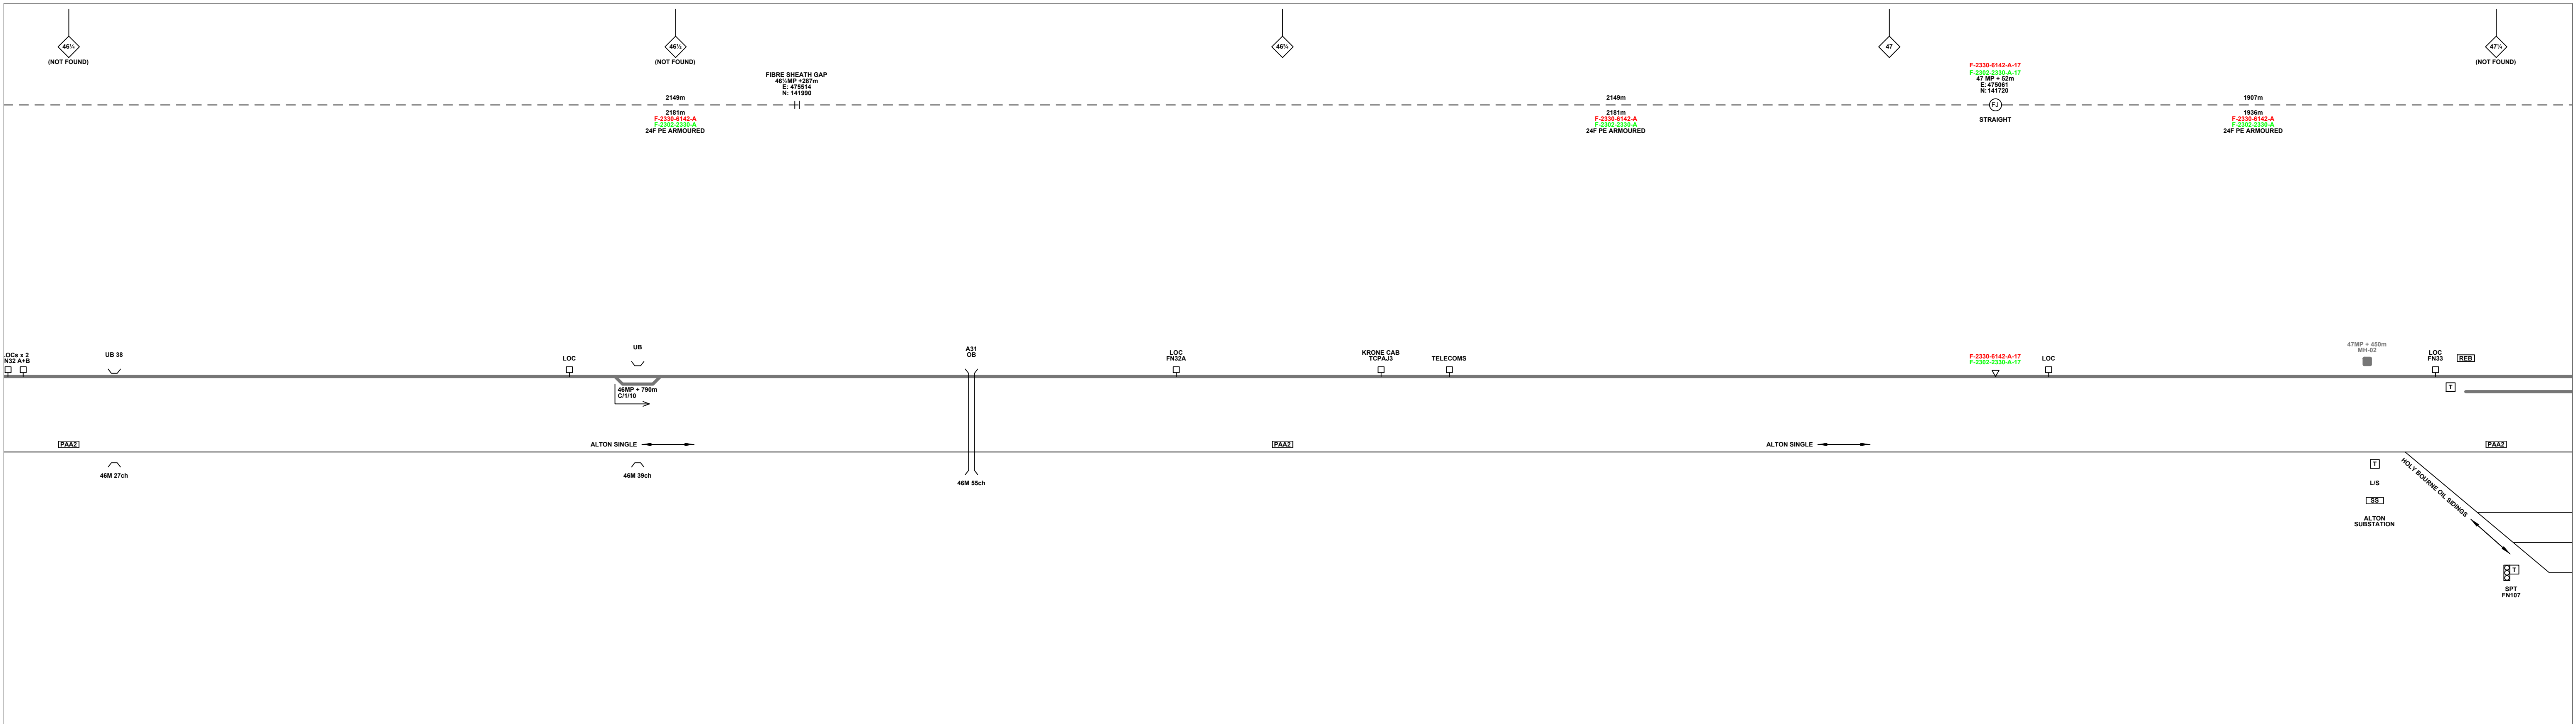 46¼
(NOT FOUND)
46½
(NOT FOUND)
46¾
47
47¼
(NOT FOUND)
FIBRE SHEATH GAP
46½MP +287m
E: 475514
N: 141990
F-2330-6142-A-17
F-2302-2330-A-17
47 MP + 52m
E: 475061
N: 141720
FJ
STRAIGHT
2149m
2181m
F-2330-6142-A
F-2302-2330-A
24F PE ARMOURED
2149m
2181m
F-2330-6142-A
F-2302-2330-A
24F PE ARMOURED
1907m
1936m
F-2330-6142-A
F-2302-2330-A
24F PE ARMOURED
.OCs x 2
N32 A+B
UB 38
LOC
UB
46MP + 790m
C/1/10
A31
OB
LOC
FN32A
KRONE CAB
TCPAJ3
TELECOMS
F-2330-6142-A-17
F-2302-2330-A-17
LOC
47MP + 450m
MH-02
LOC
FN33
REB
T
PAA2
ALTON SINGLE
PAA2
ALTON SINGLE
PAA2
46M 27ch
46M 39ch
46M 55ch
T
L/S
SS
ALTON
SUBSTATION
HOLY BOURNE OIL SIDINGS
T
SPT
FN107